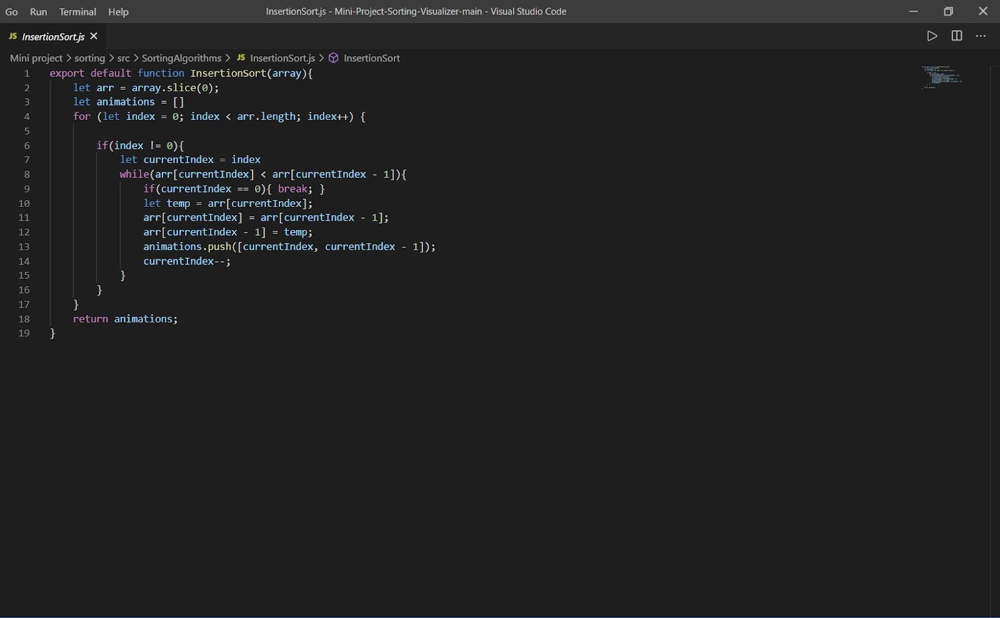 Go Run Terminal Help InsertionSort.js - Mini-Project-Sorting-Visualizer-main - Visual Studio Code
JS InsertionSort.js
Mini project > sorting > src > SortingAlgorithms > JS InsertionSort.js > InsertionSort
1 export default function InsertionSort(array){
2 let arr = array.slice(0);
3 let animations = []
4 for (let index = 0; index < arr.length; index++) {
5
6 if(index != 0){
7 let currentIndex = index
8 while(arr[currentIndex] < arr[currentIndex - 1]){
9 if(currentIndex == 0){ break; }
10 let temp = arr[currentIndex];
11 arr[currentIndex] = arr[currentIndex - 1];
12 arr[currentIndex - 1] = temp;
13 animations.push([currentIndex, currentIndex - 1]);
14 currentIndex--;
15 }
16 }
17 }
18 return animations;
19 }